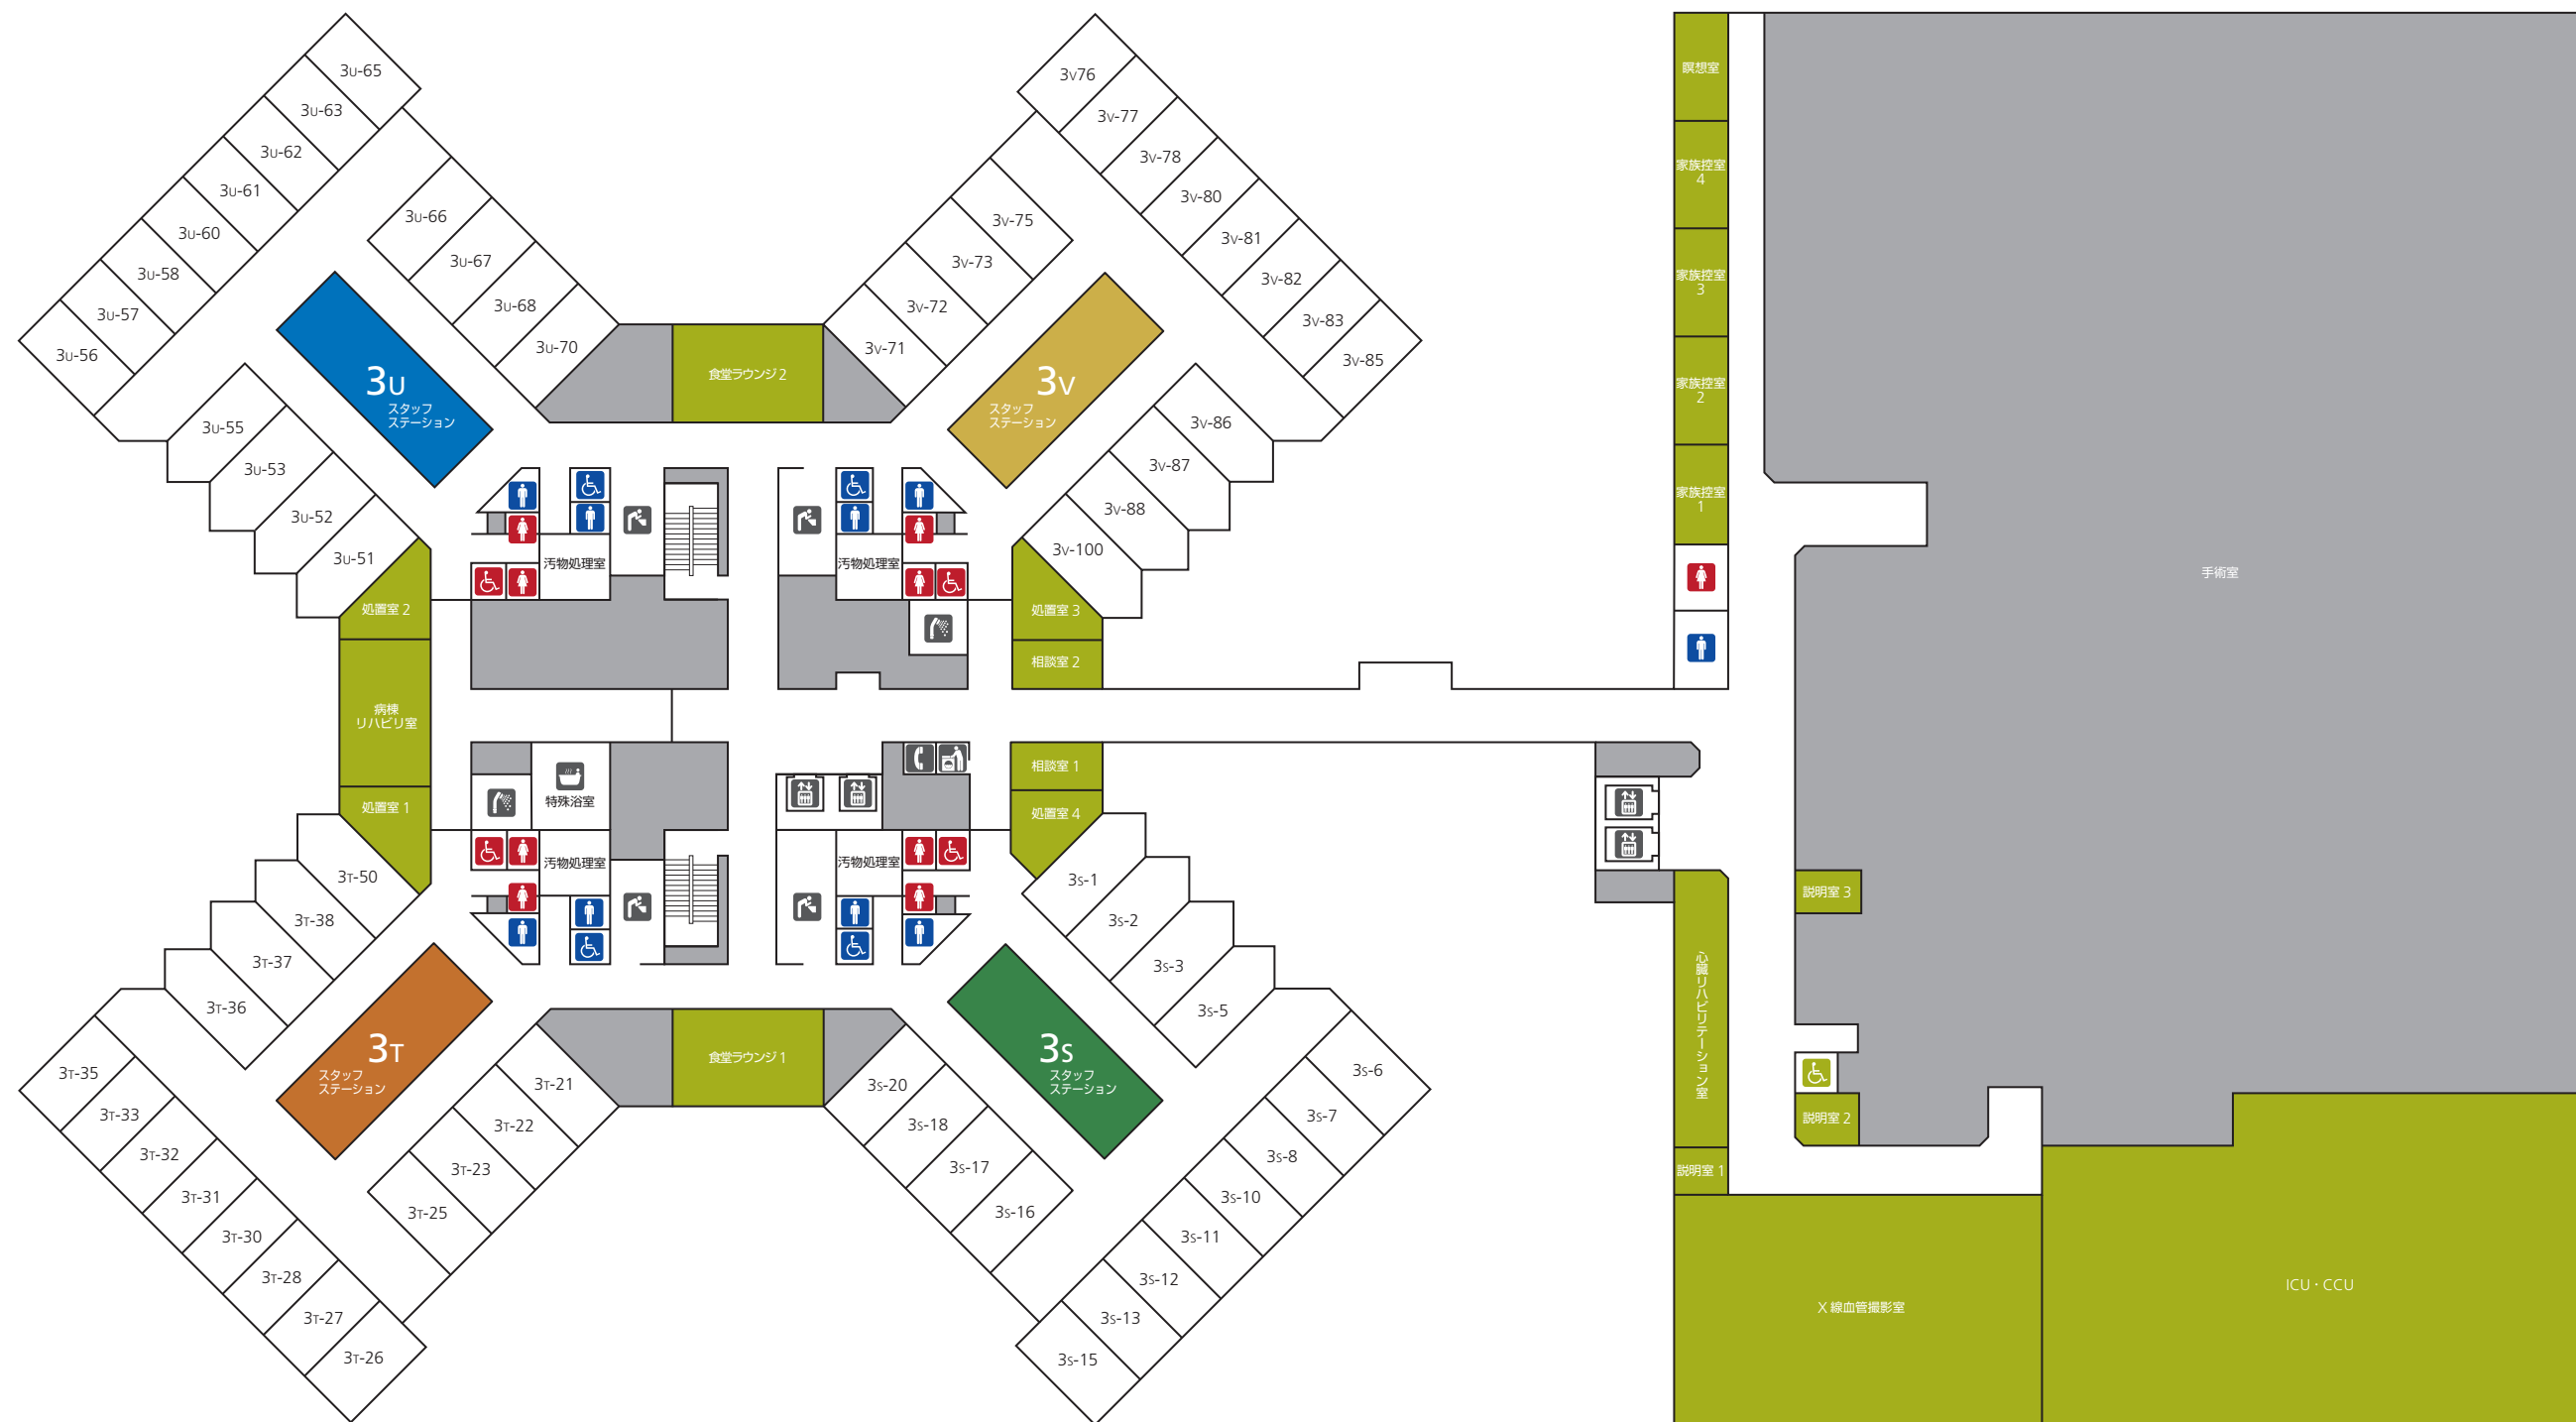 3U-65
3U-63
3U-62
3U-61
3U-60
3U-58
3U-57
3U-56
3U-66
3U-67
3U-68
3U-70
3U
スタッフ
ステーション
3U-55
3U-53
3U-52
3U-51
食堂ラウンジ 2
3V76
3V-77
3V-78
3V-80
3V-81
3V-82
3V-83
3V-85
3V-75
3V-73
3V-72
3V-71
3V
スタッフ
ステーション
3V-86
3V-87
3V-88
3V-100
汚物処理室
汚物処理室
処置室 2
病棟
リハビリ室
処置室 1
処置室 3
相談室 2
相談室 1
処置室 4
特殊浴室
汚物処理室
汚物処理室
3T-50
3T-38
3T-37
3T-36
3T
スタッフ
ステーション
3T-35
3T-33
3T-32
3T-31
3T-30
3T-28
3T-27
3T-26
3T-21
3T-22
3T-23
3T-25
食堂ラウンジ 1
3S-1
3S-2
3S-3
3S-5
3S
スタッフ
ステーション
3S-20
3S-18
3S-17
3S-16
3S-6
3S-7
3S-8
3S-10
3S-11
3S-12
3S-13
3S-15
瞑想室
家族控室
4
家族控室
3
家族控室
2
家族控室
1
手術室
説明室 3
心臓リハビリテーション室
説明室 2
説明室 1
X 線血管撮影室
ICU・CCU